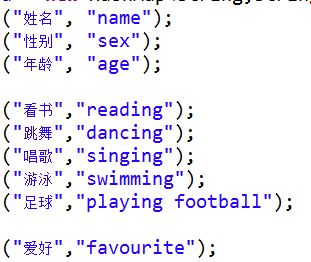 ("姓名", "name");
("性别", "sex");
("年龄", "age");
("看书","reading");
("跳舞","dancing");
("唱歌","singing");
("游泳","swimming");
("足球","playing football");
("爱好","favourite");